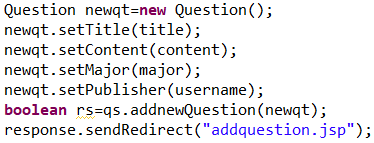 Question newqt=new Question();
newqt.setTitle(title);
newqt.setContent(content);
newqt.setMajor(major);
newqt.setPublisher(username);
boolean rs=qs.addnewQuestion(newqt);
response.sendRedirect("addquestion.jsp");